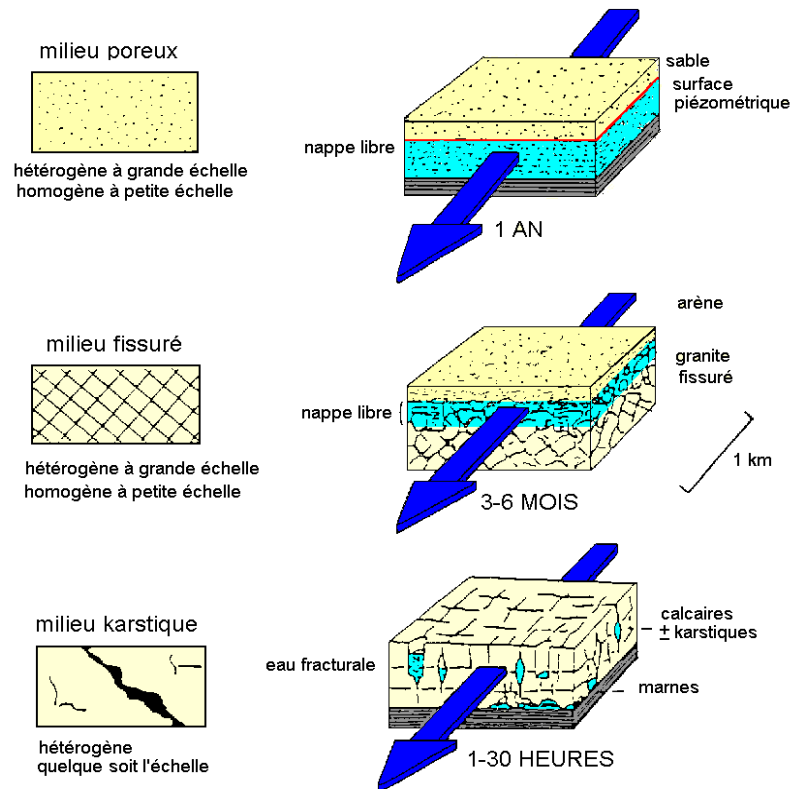 milieu poreux
hétérogène à grande échelle
homogène à petite échelle
sable
surface
piézométrique
nappe libre
1 AN
milieu fissuré
hétérogène à grande échelle
homogène à petite échelle
arène
granite
fissuré
nappe libre
3-6 MOIS
1 km
milieu karstique
hétérogène
quelque soit l'échelle
calcaires
± karstiques
eau fracturale
marnes
1-30 HEURES